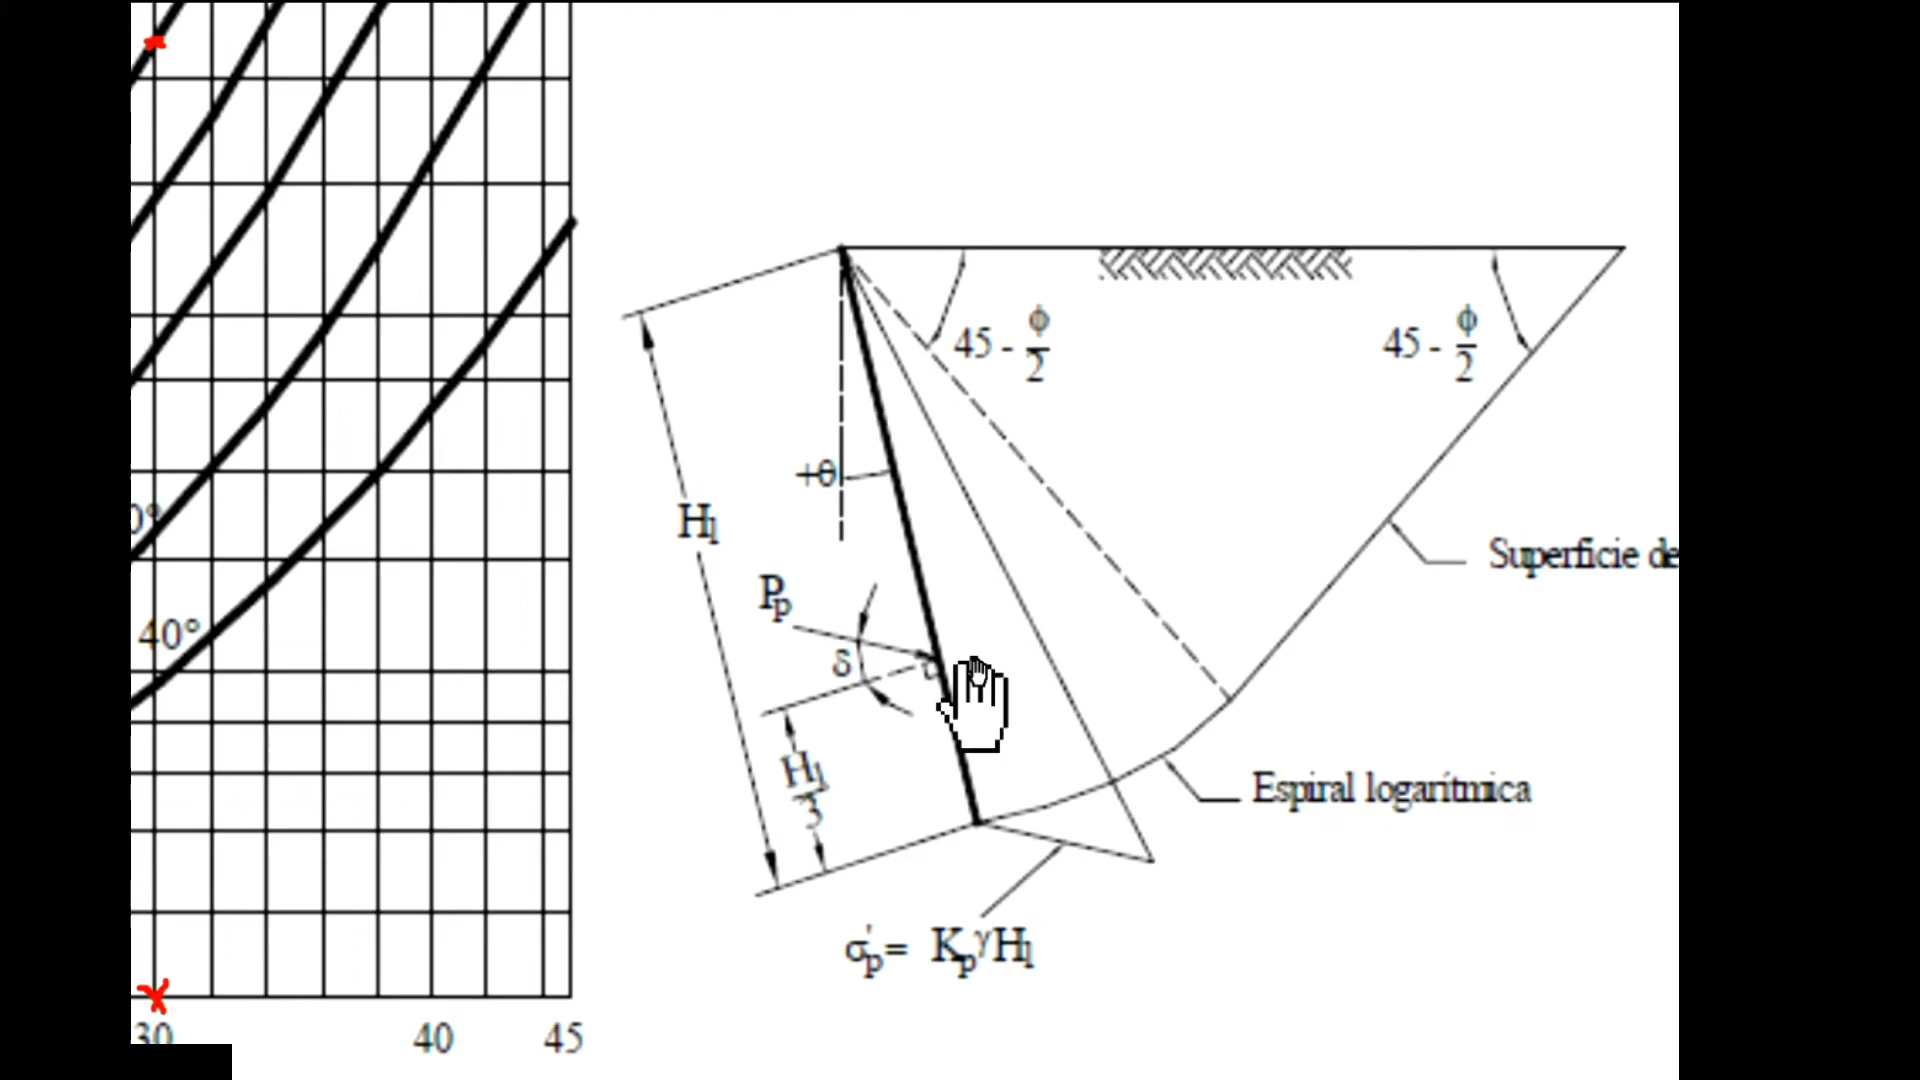 45 - ϕ/2
45 - ϕ/2
+θ
H₁
0°
Superficie de
Pₚ
40°
δ
H₁/3
Espiral logarítmica
σ'ₚ= KₚγH₁
30 40 45